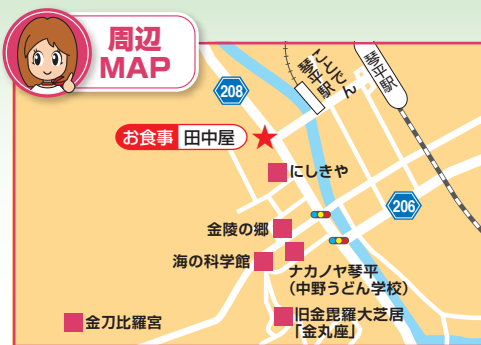 周辺
MAP
208
ことでん
琴平駅
琴平駅
お食事 田中屋
にしきや
206
金陵の郷
海の科学館
ナカノヤ琴平
（中野うどん学校）
金刀比羅宮
旧金毘羅大芝居
「金丸座」